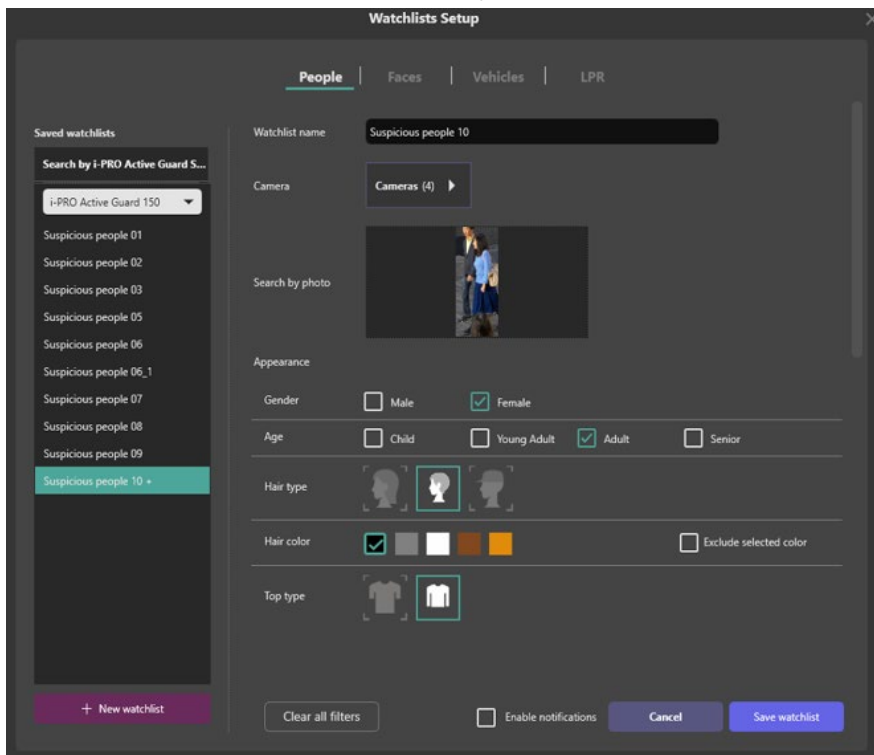 Watchlists Setup
People | Faces | Vehicles | LPR
Saved watchlists
Search by i-PRO Active Guard S...
i-PRO Active Guard 150
Suspicious people 01
Suspicious people 02
Suspicious people 03
Suspicious people 05
Suspicious people 06
Suspicious people 06_1
Suspicious people 07
Suspicious people 08
Suspicious people 09
Suspicious people 10 +
+ New watchlist
Watchlist name Suspicious people 10
Camera Cameras (4)
Search by photo
Appearance
Gender Male Female
Age Child Young Adult Adult Senior
Hair type
Hair color Exclude selected color
Top type
Clear all filters Enable notifications Cancel Save watchlist